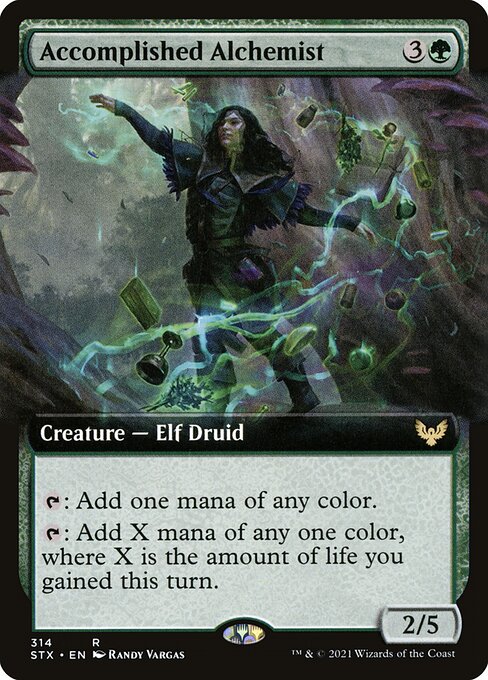 Accomplished Alchemist 3
Creature — Elf Druid
: Add one mana of any color.
: Add X mana of any one color,
where X is the amount of life you
gained this turn.
2/5
314 R
STX • EN RANDY VARGAS
™ & © 2021 Wizards of the Coast